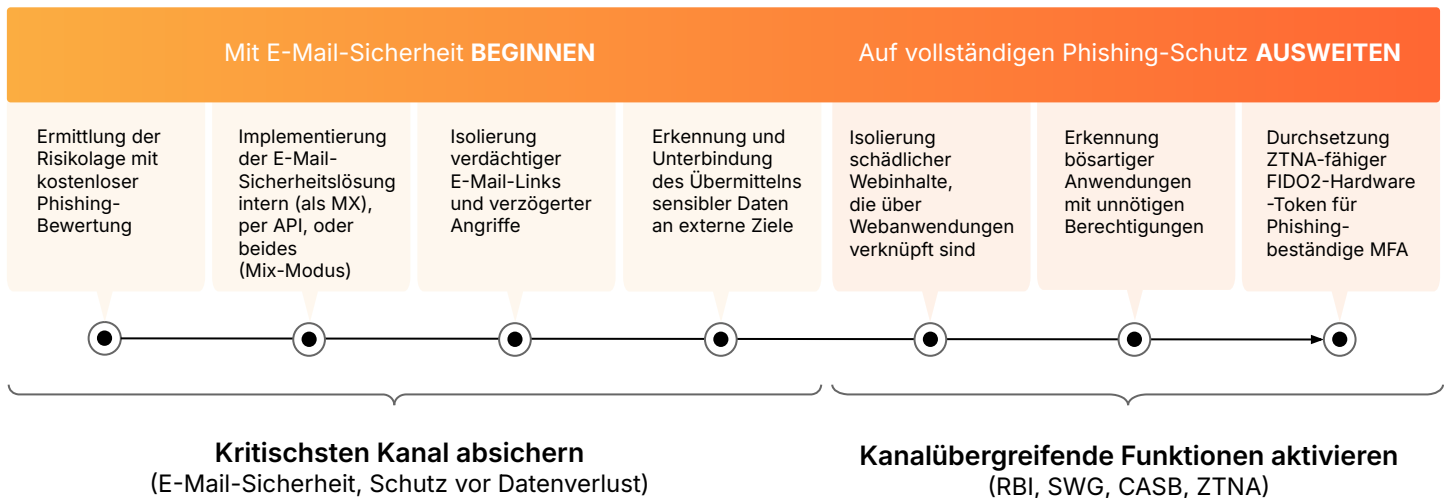 Mit E-Mail-Sicherheit BEGINNEN
Auf vollständigen Phishing-Schutz AUSWEITEN
Ermittlung der
Risikolage mit
kostenloser
Phishing-
Bewertung
Implementierung
der E-Mail-
Sicherheitslösung
intern (als MX),
per API, oder
beides
(Mix-Modus)
Isolierung
verdächtiger
E-Mail-Links
und verzögerter
Angriffe
Erkennung und
Unterbindung
des Übermittelns
sensibler Daten
an externe Ziele
Isolierung
schädlicher
Webinhalte,
die über
Webanwendungen
verknüpft sind
Erkennung
bösartiger
Anwendungen
mit unnötigen
Berechtigungen
Durchsetzung
ZTNA-fähiger
FIDO2-Hardware
-Token für
Phishing-
beständige MFA
Kritischsten Kanal absichern
(E-Mail-Sicherheit, Schutz vor Datenverlust)
Kanalübergreifende Funktionen aktivieren
(RBI, SWG, CASB, ZTNA)